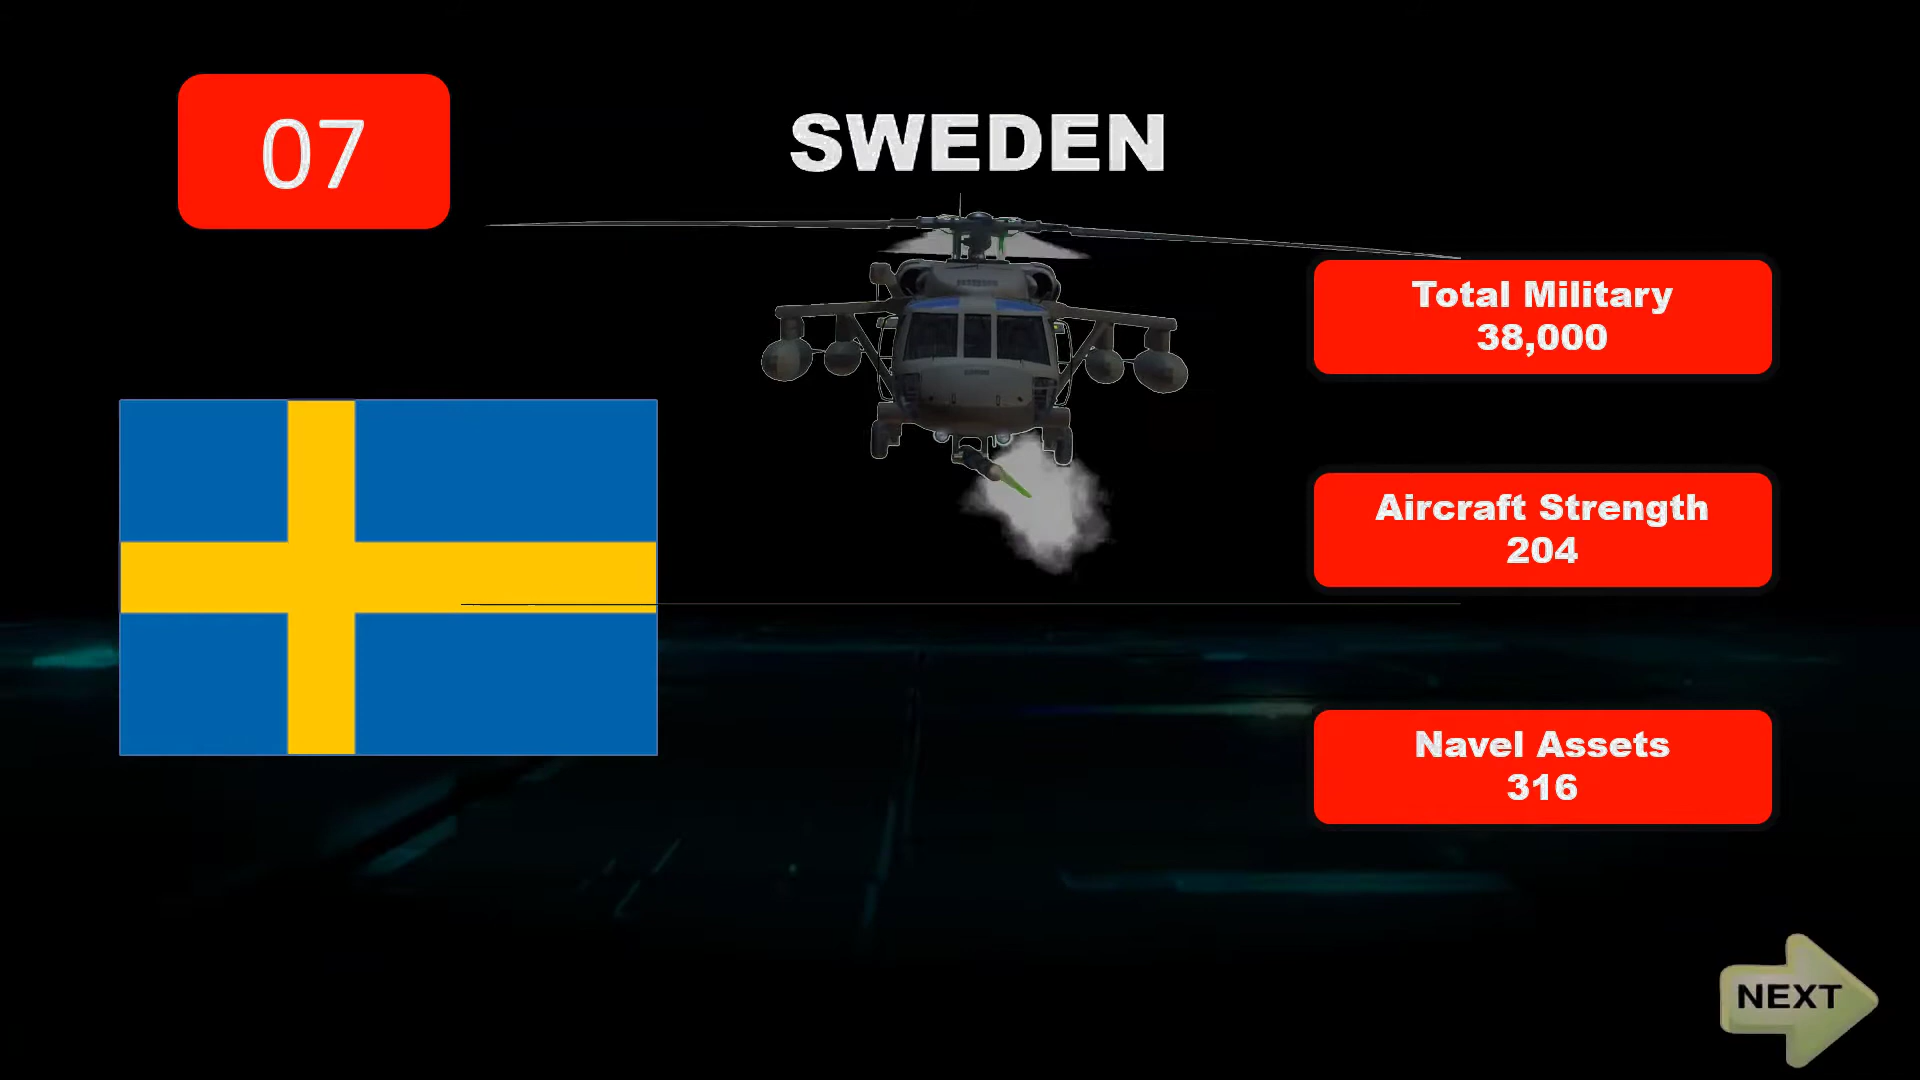 07
SWEDEN
Total Military
38,000
Aircraft Strength
204
Navel Assets
316
NEXT